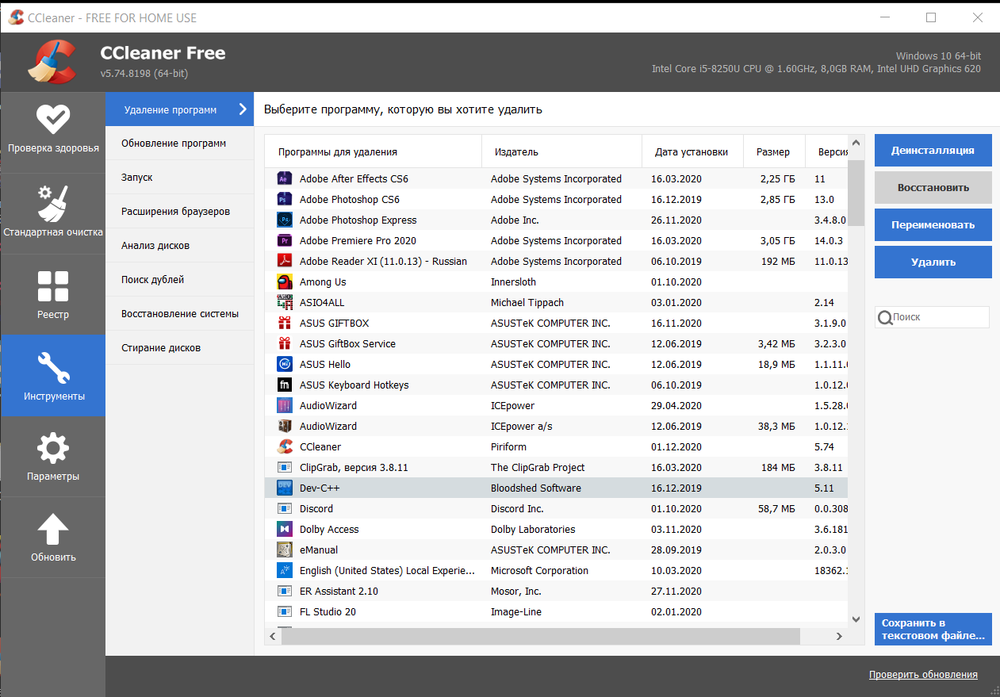 CCleaner - FREE FOR HOME USE
CCleaner Free
v5.74.8198 (64-bit)
Windows 10 64-bit
Intel Core i5-8250U CPU @ 1.60GHz, 8,0GB RAM, Intel UHD Graphics 620
Проверка здоровья
Стандартная очистка
Реестр
Инструменты
Параметры
Обновить
Удаление программ
Обновление программ
Запуск
Расширения браузеров
Анализ дисков
Поиск дублей
Восстановление системы
Стирание дисков
Выберите программу, которую вы хотите удалить
Программы для удаления Издатель Дата установки Размер Версия
Adobe After Effects CS6 Adobe Systems Incorporated 16.03.2020 2,25 ГБ 11
Adobe Photoshop CS6 Adobe Systems Incorporated 16.12.2019 2,85 ГБ 13.0
Adobe Photoshop Express Adobe Inc. 26.11.2020 3.4.8.0
Adobe Premiere Pro 2020 Adobe Systems Incorporated 16.03.2020 3,05 ГБ 14.0.3
Adobe Reader XI (11.0.13) - Russian Adobe Systems Incorporated 06.10.2019 192 МБ 11.0.13
Among Us Innersloth 01.10.2020
ASIO4ALL Michael Tippach 03.01.2020 2.14
ASUS GIFTBOX ASUSTeK COMPUTER INC. 16.11.2020 3.1.9.0
ASUS GiftBox Service ASUSTeK COMPUTER INC. 12.06.2019 3,42 МБ 3.2.3.0
ASUS Hello ASUSTeK COMPUTER INC. 12.06.2019 18,9 МБ 1.1.11.
ASUS Keyboard Hotkeys ASUSTeK COMPUTER INC. 06.10.2019 1.0.12.
AudioWizard ICEpower 29.04.2020 1.5.28.
AudioWizard ICEpower a/s 12.06.2019 38,3 МБ 1.0.12.
CCleaner Piriform 01.12.2020 5.74
ClipGrab, версия 3.8.11 The ClipGrab Project 16.03.2020 184 МБ 3.8.11
Dev-C++ Bloodshed Software 16.12.2019 5.11
Discord Discord Inc. 01.10.2020 58,7 МБ 0.0.308
Dolby Access Dolby Laboratories 03.11.2020 3.6.181
eManual ASUSTeK COMPUTER INC. 28.09.2019 2.0.3.0
English (United States) Local Experie... Microsoft Corporation 10.03.2020 18362.
ER Assistant 2.10 Mosor, Inc. 27.11.2020
FL Studio 20 Image-Line 02.01.2020
Деинсталляция
Восстановить
Переименовать
Удалить
Поиск
Сохранить в
текстовом файле...
Проверить обновления